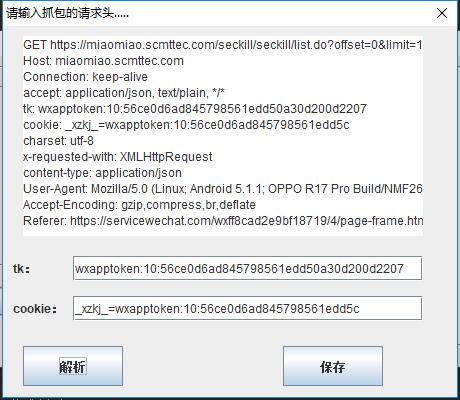 请输入抓包的请求头.....
GET https://miaomiao.scmttec.com/seckill/seckill/list.do?offset=0&limit=1
Host: miaomiao.scmttec.com
Connection: keep-alive
accept: application/json, text/plain, */*
tk: wxapptoken:10:56ce0d6ad845798561edd50a30d200d2207
cookie: _xzkj_=wxapptoken:10:56ce0d6ad845798561edd5c
charset: utf-8
x-requested-with: XMLHttpRequest
content-type: application/json
User-Agent: Mozilla/5.0 (Linux; Android 5.1.1; OPPO R17 Pro Build/NMF26
Accept-Encoding: gzip,compress,br,deflate
Referer: https://servicewechat.com/wxff8cad2e9bf18719/4/page-frame.htn
tk： wxapptoken:10:56ce0d6ad845798561edd50a30d200d2207
cookie： _xzkj_=wxapptoken:10:56ce0d6ad845798561edd5c
解析 保存